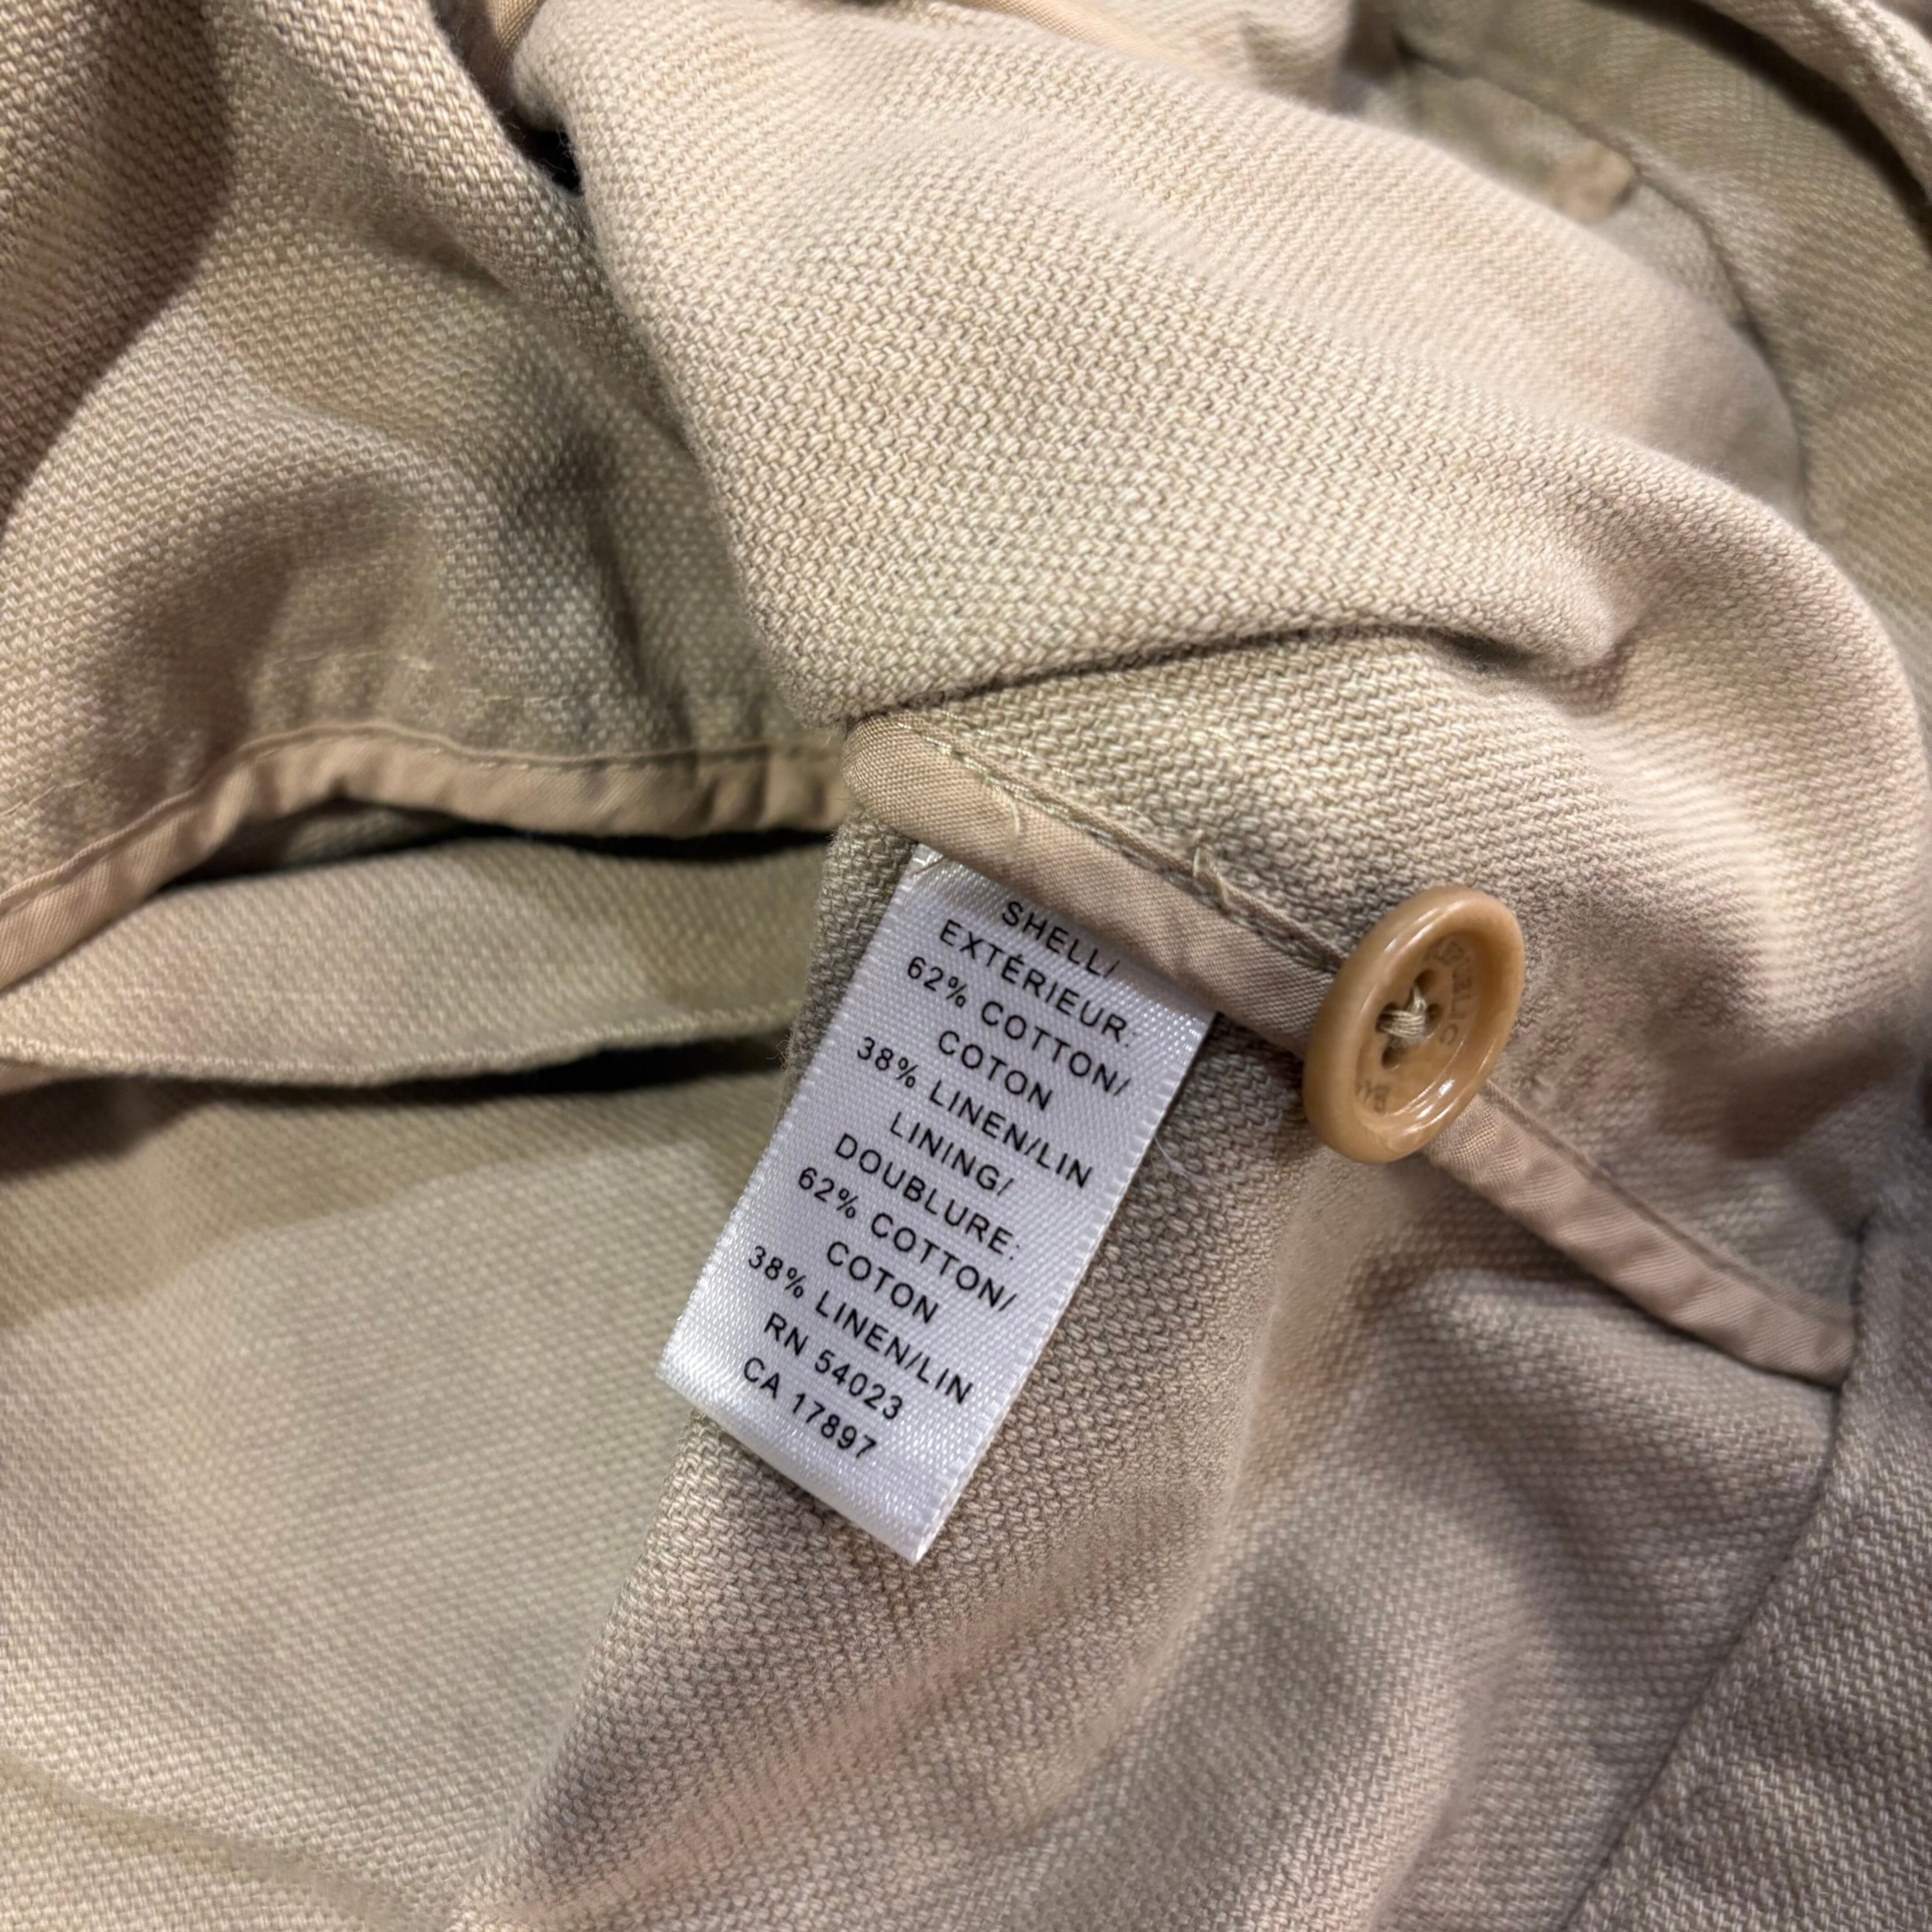 SHELL/
EXTÉRIEUR:
62% COTTON/
COTON
38% LINEN/LIN
LINING/
DOUBLURE:
62% COTTON/
COTON
38% LINEN/LIN
RN 54023
CA 17897